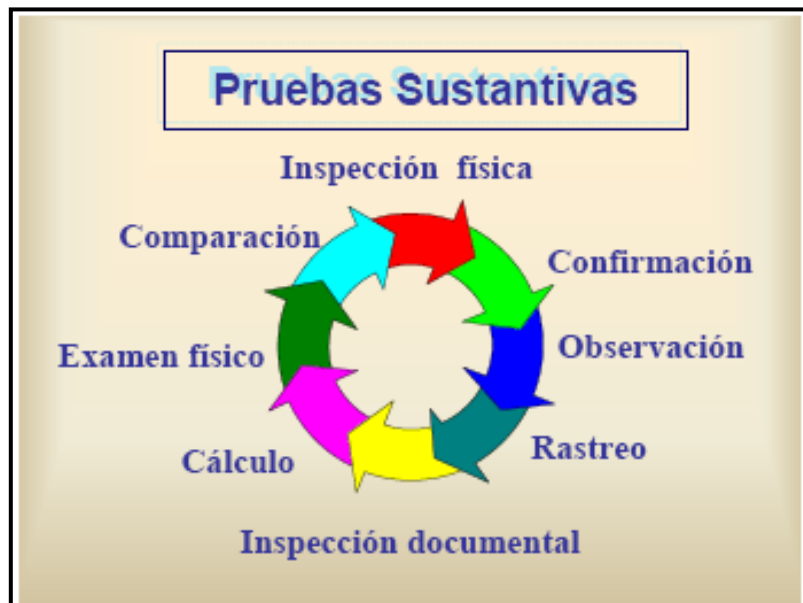 Pruebas Sustantivas
Inspección física
Comparación
Confirmación
Examen físico
Observación
Cálculo
Rastreo
Inspección documental